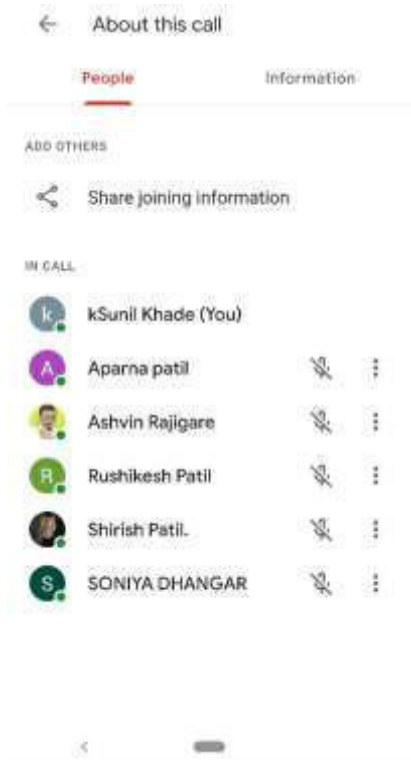 About this call
People Information
ADD OTHERS
Share joining information
IN CALL
k kSunil Khade (You)
A Aparna patil
Ashvin Rajigare
R Rushikesh Patil
Shirish Patil.
S SONIYA DHANGAR